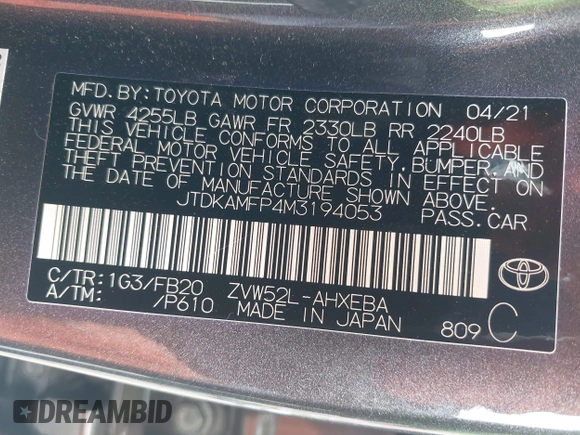 MFD. BY: TOYOTA MOTOR CORPORATION 04/21
GVWR 4255LB GAWR FR 2330LB RR 2240LB
THIS VEHICLE CONFORMS TO ALL APPLICABLE
FEDERAL MOTOR VEHICLE SAFETY, BUMPER, AND
THEFT PREVENTION STANDARDS IN EFFECT ON
THE DATE OF MANUFACTURE SHOWN ABOVE.
JTDKAMFP4M3194053 PASS. CAR
C/TR: 1G3/FB20 ZVW52L-AHXEBA
A/TM: /P610 MADE IN JAPAN 809 C
TOYOTA
DREAMBID